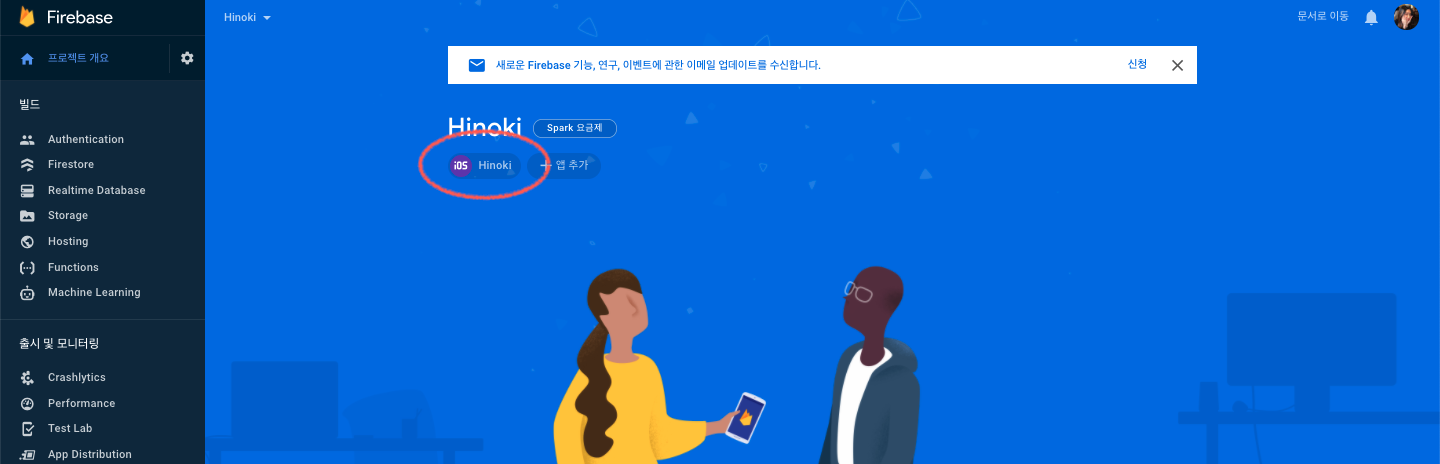 Firebase
Hinoki
문서로 이동
프로젝트 개요
새로운 Firebase 기능, 연구, 이벤트에 관한 이메일 업데이트를 수신합니다.
신청
빌드
Authentication
Firestore
Realtime Database
Storage
Hosting
Functions
Machine Learning
출시 및 모니터링
Crashlytics
Performance
Test Lab
App Distribution
Hinoki
Spark 요금제
iOS Hinoki
+ 앱 추가